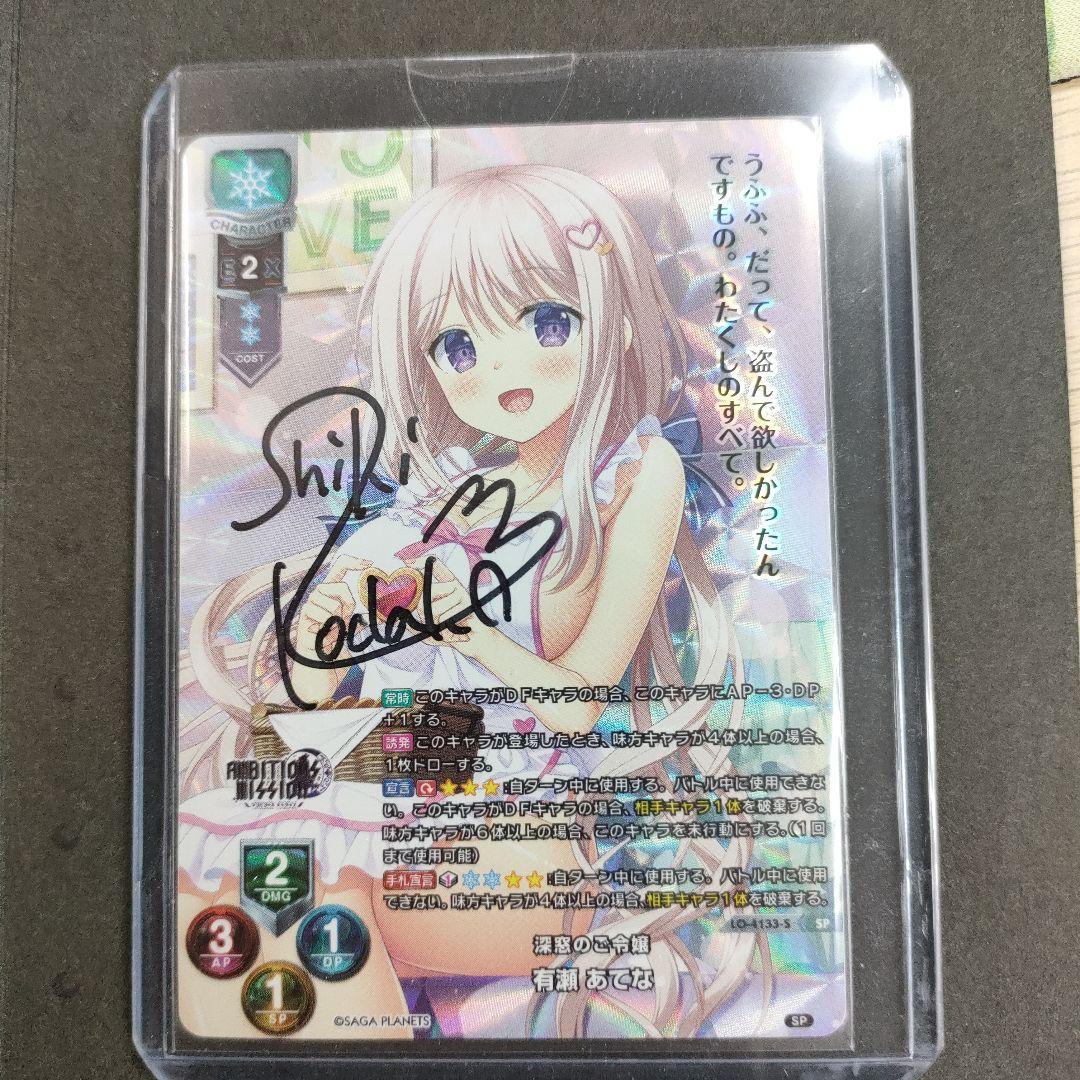 LOVE
うふふ、だって、盗んで欲しかったん
ですもの。わたくしのすべて。
CHARACTER
EX 2
COST
Shiki
Kodaka
常時 このキャラがDFキャラの場合、このキャラにAP－3・DP
＋1する。
誘発 このキャラが登場したとき、味方キャラが4体以上の場合、
1枚ドローする。
宣言 ★★★:自ターン中に使用する。バトル中に使用できな
い。このキャラがDFキャラの場合、相手キャラ1体を破棄する。
味方キャラが6体以上の場合、このキャラを未行動にする。(1回
まで使用可能)
手札宣言 ★★:自ターン中に使用する。バトル中に使用
できない。味方キャラが4体以上の場合、相手キャラ1体を破棄する。
AMBITIOUS
MISSION
2
DMG
3
AP
1
DP
1
SP
LO-4133-S SP
深窓のご令嬢
有瀬 あてな
©SAGA PLANETS
SP